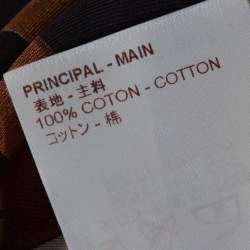 PRINCIPAL - MAIN
表地 - 主料
100% COTON - COTTON
コットン - 棉